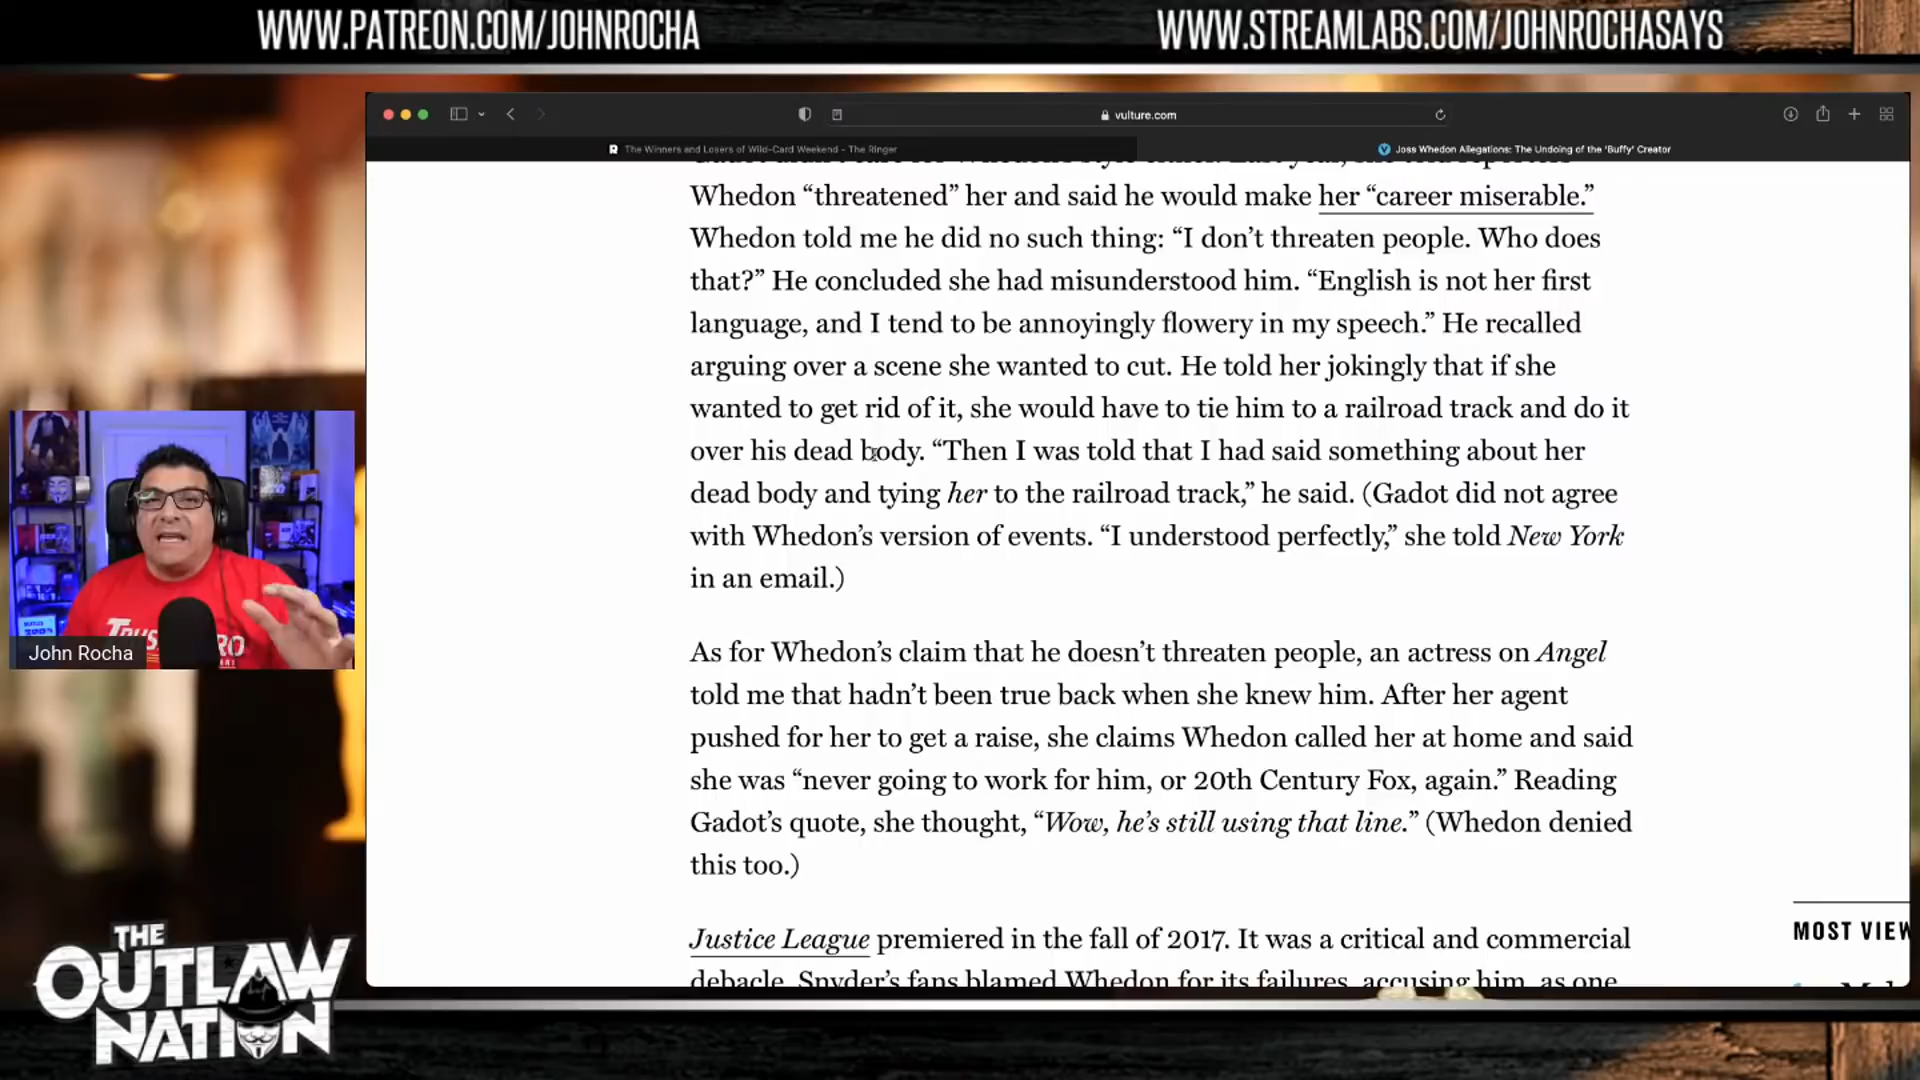 WWW.PATREON.COM/JOHNROCHA
WWW.STREAMLABS.COM/JOHNROCHASAYS
vulture.com
The Winners and Losers of Wild-Card Weekend - The Ringer
Joss Whedon Allegations: The Undoing of the 'Buffy' Creator
Whedon “threatened” her and said he would make her “career miserable.”
Whedon told me he did no such thing: “I don’t threaten people. Who does
that?” He concluded she had misunderstood him. “English is not her first
language, and I tend to be annoyingly flowery in my speech.” He recalled
arguing over a scene she wanted to cut. He told her jokingly that if she
wanted to get rid of it, she would have to tie him to a railroad track and do it
over his dead body. “Then I was told that I had said something about her
dead body and tying her to the railroad track,” he said. (Gadot did not agree
with Whedon’s version of events. “I understood perfectly,” she told New York
in an email.)
As for Whedon’s claim that he doesn’t threaten people, an actress on Angel
told me that hadn’t been true back when she knew him. After her agent
pushed for her to get a raise, she claims Whedon called her at home and said
she was “never going to work for him, or 20th Century Fox, again.” Reading
Gadot’s quote, she thought, “Wow, he’s still using that line.” (Whedon denied
this too.)
Justice League premiered in the fall of 2017. It was a critical and commercial
debacle. Snyder’s fans blamed Whedon for its failures, accusing him, as one
MOST VIEW
John Rocha
THE
OUTLAW
NATION